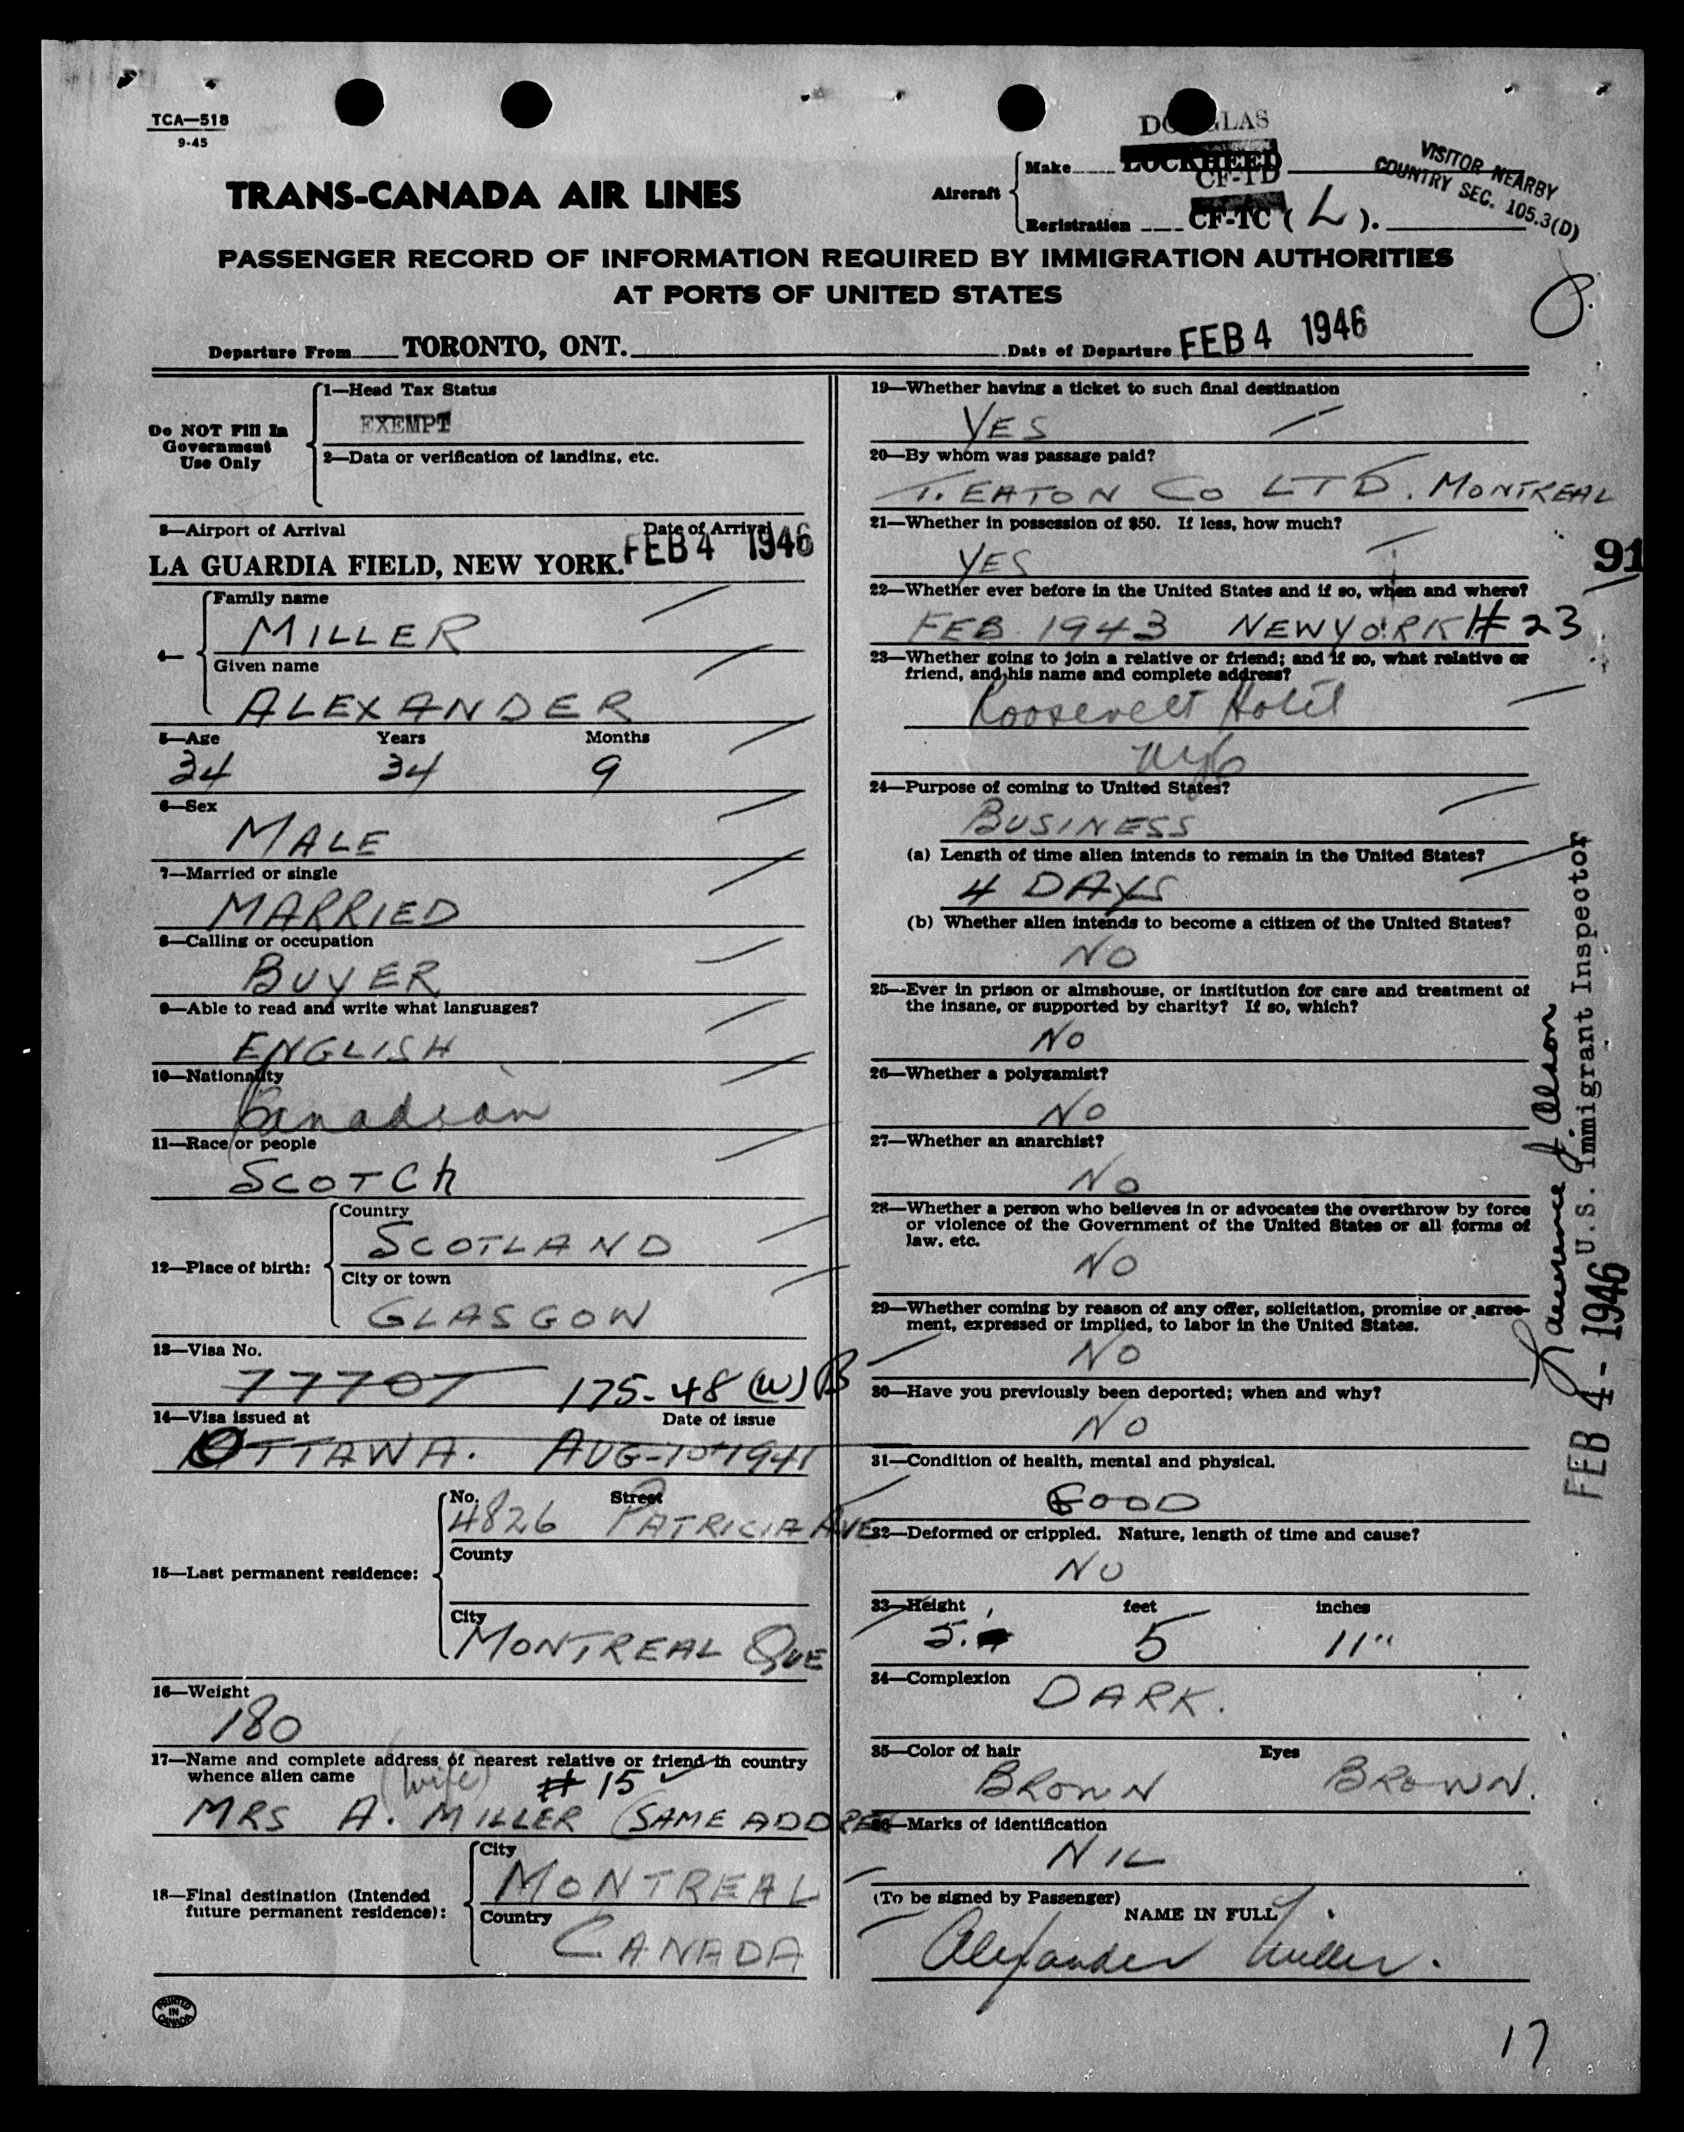 TCA—518
9-45
DOUGLAS
Make LOCKHEED
CF-TD
Aircraft
Registration CF-TC ( L ).
VISITOR NEARBY
COUNTRY SEC. 105.3(D)
TRANS-CANADA AIR LINES
PASSENGER RECORD OF INFORMATION REQUIRED BY IMMIGRATION AUTHORITIES
AT PORTS OF UNITED STATES
Departure From TORONTO, ONT. Date of Departure FEB 4 1946
Do NOT Fill In
Government
Use Only
1—Head Tax Status
EXEMPT
2—Data or verification of landing, etc.
3—Airport of Arrival Date of Arrival
LA GUARDIA FIELD, NEW YORK. FEB 4 1946
4—
Family name
MILLER
Given name
ALEXANDER
5—Age Years Months
34 34 9
6—Sex
MALE
7—Married or single
MARRIED
8—Calling or occupation
BUYER
9—Able to read and write what languages?
ENGLISH
10—Nationality
Canadian
11—Race or people
SCOTCH
12—Place of birth:
Country
SCOTLAND
City or town
GLASGOW
13—Visa No.
77707 175-48 (W) B
14—Visa issued at Date of issue
OTTAWA. AUG-10th 1941
15—Last permanent residence:
No. Street
4826 PATRICIA AVE
County
City
MONTREAL QUE
16—Weight
180
17—Name and complete address of nearest relative or friend in country
whence alien came (wife) # 15
MRS A. MILLER (SAME ADDRES
18—Final destination (Intended
future permanent residence):
City
MONTREAL
Country
CANADA
PRINTED
IN
CANADA
19—Whether having a ticket to such final destination
YES
20—By whom was passage paid?
T. EATON CO LTD. MONTREAL
21—Whether in possession of $50. If less, how much?
YES
91
22—Whether ever before in the United States and if so, when and where?
FEB 1943 NEW YORK # 23
23—Whether going to join a relative or friend; and if so, what relative or
friend, and his name and complete address?
Roosevelt Hotel
NYC
24—Purpose of coming to United States?
BUSINESS
(a) Length of time alien intends to remain in the United States?
4 DAYS
(b) Whether alien intends to become a citizen of the United States?
NO
25—Ever in prison or almshouse, or institution for care and treatment of
the insane, or supported by charity? If so, which?
NO
26—Whether a polygamist?
NO
27—Whether an anarchist?
NO
28—Whether a person who believes in or advocates the overthrow by force
or violence of the Government of the United States or all forms of
law, etc.
NO
29—Whether coming by reason of any offer, solicitation, promise or agree-
ment, expressed or implied, to labor in the United States.
NO
30—Have you previously been deported; when and why?
NO
31—Condition of health, mental and physical.
GOOD
32—Deformed or crippled. Nature, length of time and cause?
NO
33—Height feet inches
5. 5 11"
34—Complexion
DARK.
35—Color of hair Eyes
BROWN BROWN.
36—Marks of identification
NIL
(To be signed by Passenger)
NAME IN FULL
Alexander Miller.
Lawrence J. Olson
U.S. Immigrant Inspector
FEB 4 - 1946
17